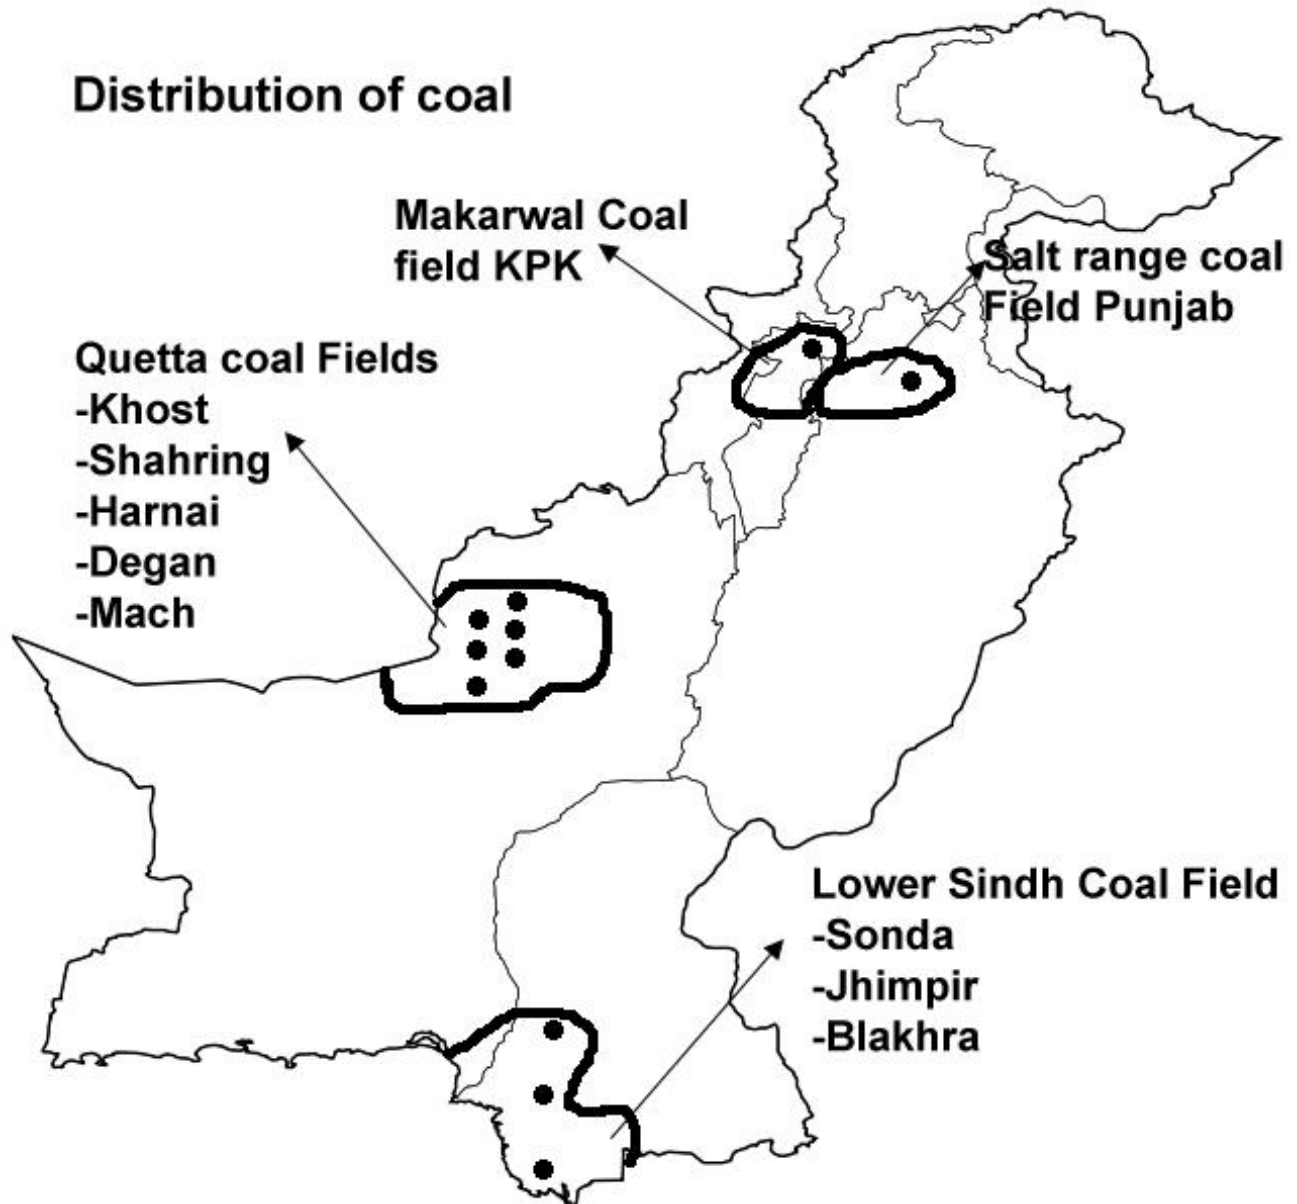 Distribution of coal
Makarwal Coal
field KPK
Salt range coal
Field Punjab
Quetta coal Fields
-Khost
-Shahring
-Harnai
-Degan
-Mach
Lower Sindh Coal Field
-Sonda
-Jhimpir
-Blakhra